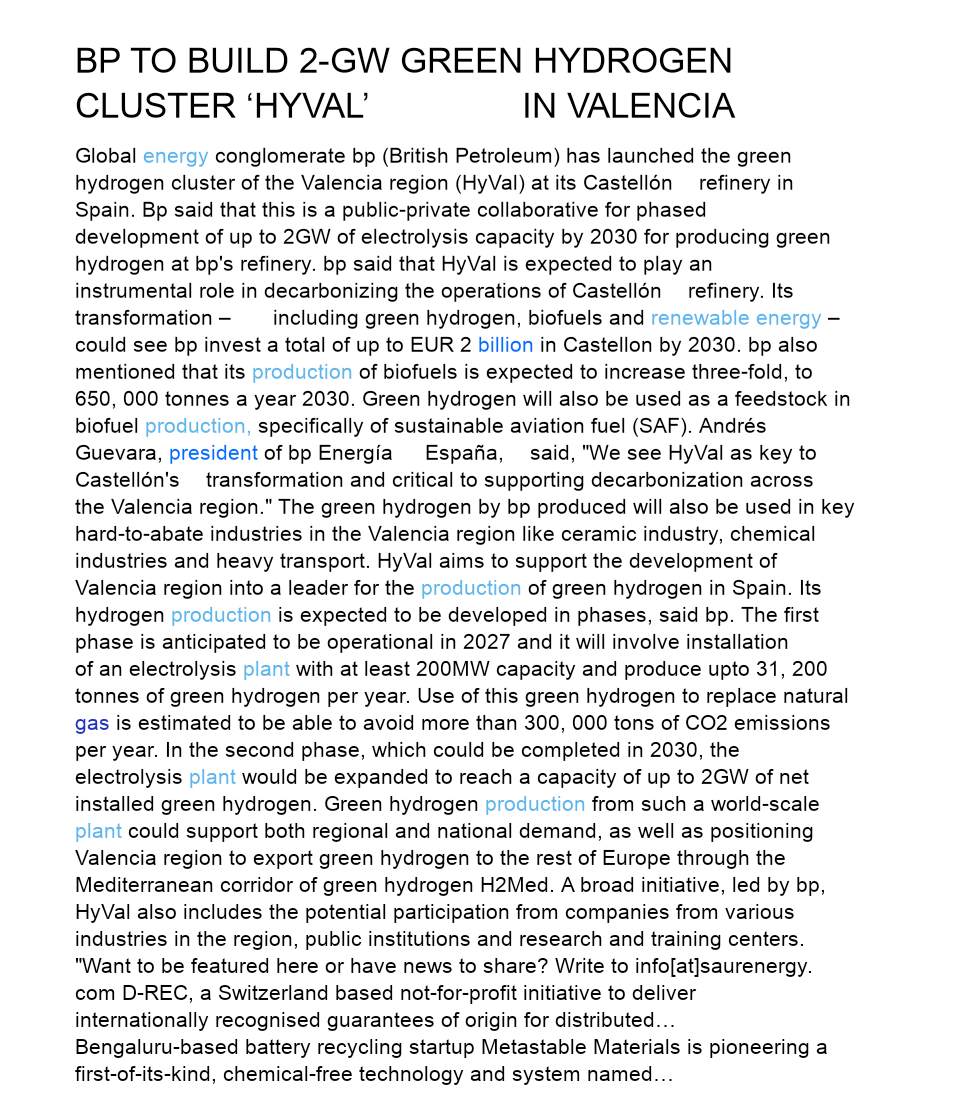 BP TO BUILD 2-GW GREEN HYDROGEN
CLUSTER ‘HYVAL’ IN VALENCIA
Global energy conglomerate bp (British Petroleum) has launched the green
hydrogen cluster of the Valencia region (HyVal) at its Castellón refinery in
Spain. Bp said that this is a public-private collaborative for phased
development of up to 2GW of electrolysis capacity by 2030 for producing green
hydrogen at bp's refinery. bp said that HyVal is expected to play an
instrumental role in decarbonizing the operations of Castellón refinery. Its
transformation – including green hydrogen, biofuels and renewable energy –
could see bp invest a total of up to EUR 2 billion in Castellon by 2030. bp also
mentioned that its production of biofuels is expected to increase three-fold, to
650, 000 tonnes a year 2030. Green hydrogen will also be used as a feedstock in
biofuel production, specifically of sustainable aviation fuel (SAF). Andrés
Guevara, president of bp Energía España, said, "We see HyVal as key to
Castellón's transformation and critical to supporting decarbonization across
the Valencia region." The green hydrogen by bp produced will also be used in key
hard-to-abate industries in the Valencia region like ceramic industry, chemical
industries and heavy transport. HyVal aims to support the development of
Valencia region into a leader for the production of green hydrogen in Spain. Its
hydrogen production is expected to be developed in phases, said bp. The first
phase is anticipated to be operational in 2027 and it will involve installation
of an electrolysis plant with at least 200MW capacity and produce upto 31, 200
tonnes of green hydrogen per year. Use of this green hydrogen to replace natural
gas is estimated to be able to avoid more than 300, 000 tons of CO2 emissions
per year. In the second phase, which could be completed in 2030, the
electrolysis plant would be expanded to reach a capacity of up to 2GW of net
installed green hydrogen. Green hydrogen production from such a world-scale
plant could support both regional and national demand, as well as positioning
Valencia region to export green hydrogen to the rest of Europe through the
Mediterranean corridor of green hydrogen H2Med. A broad initiative, led by bp,
HyVal also includes the potential participation from companies from various
industries in the region, public institutions and research and training centers.
"Want to be featured here or have news to share? Write to info[at]saurenergy.
com D-REC, a Switzerland based not-for-profit initiative to deliver
internationally recognised guarantees of origin for distributed…
Bengaluru-based battery recycling startup Metastable Materials is pioneering a
first-of-its-kind, chemical-free technology and system named…